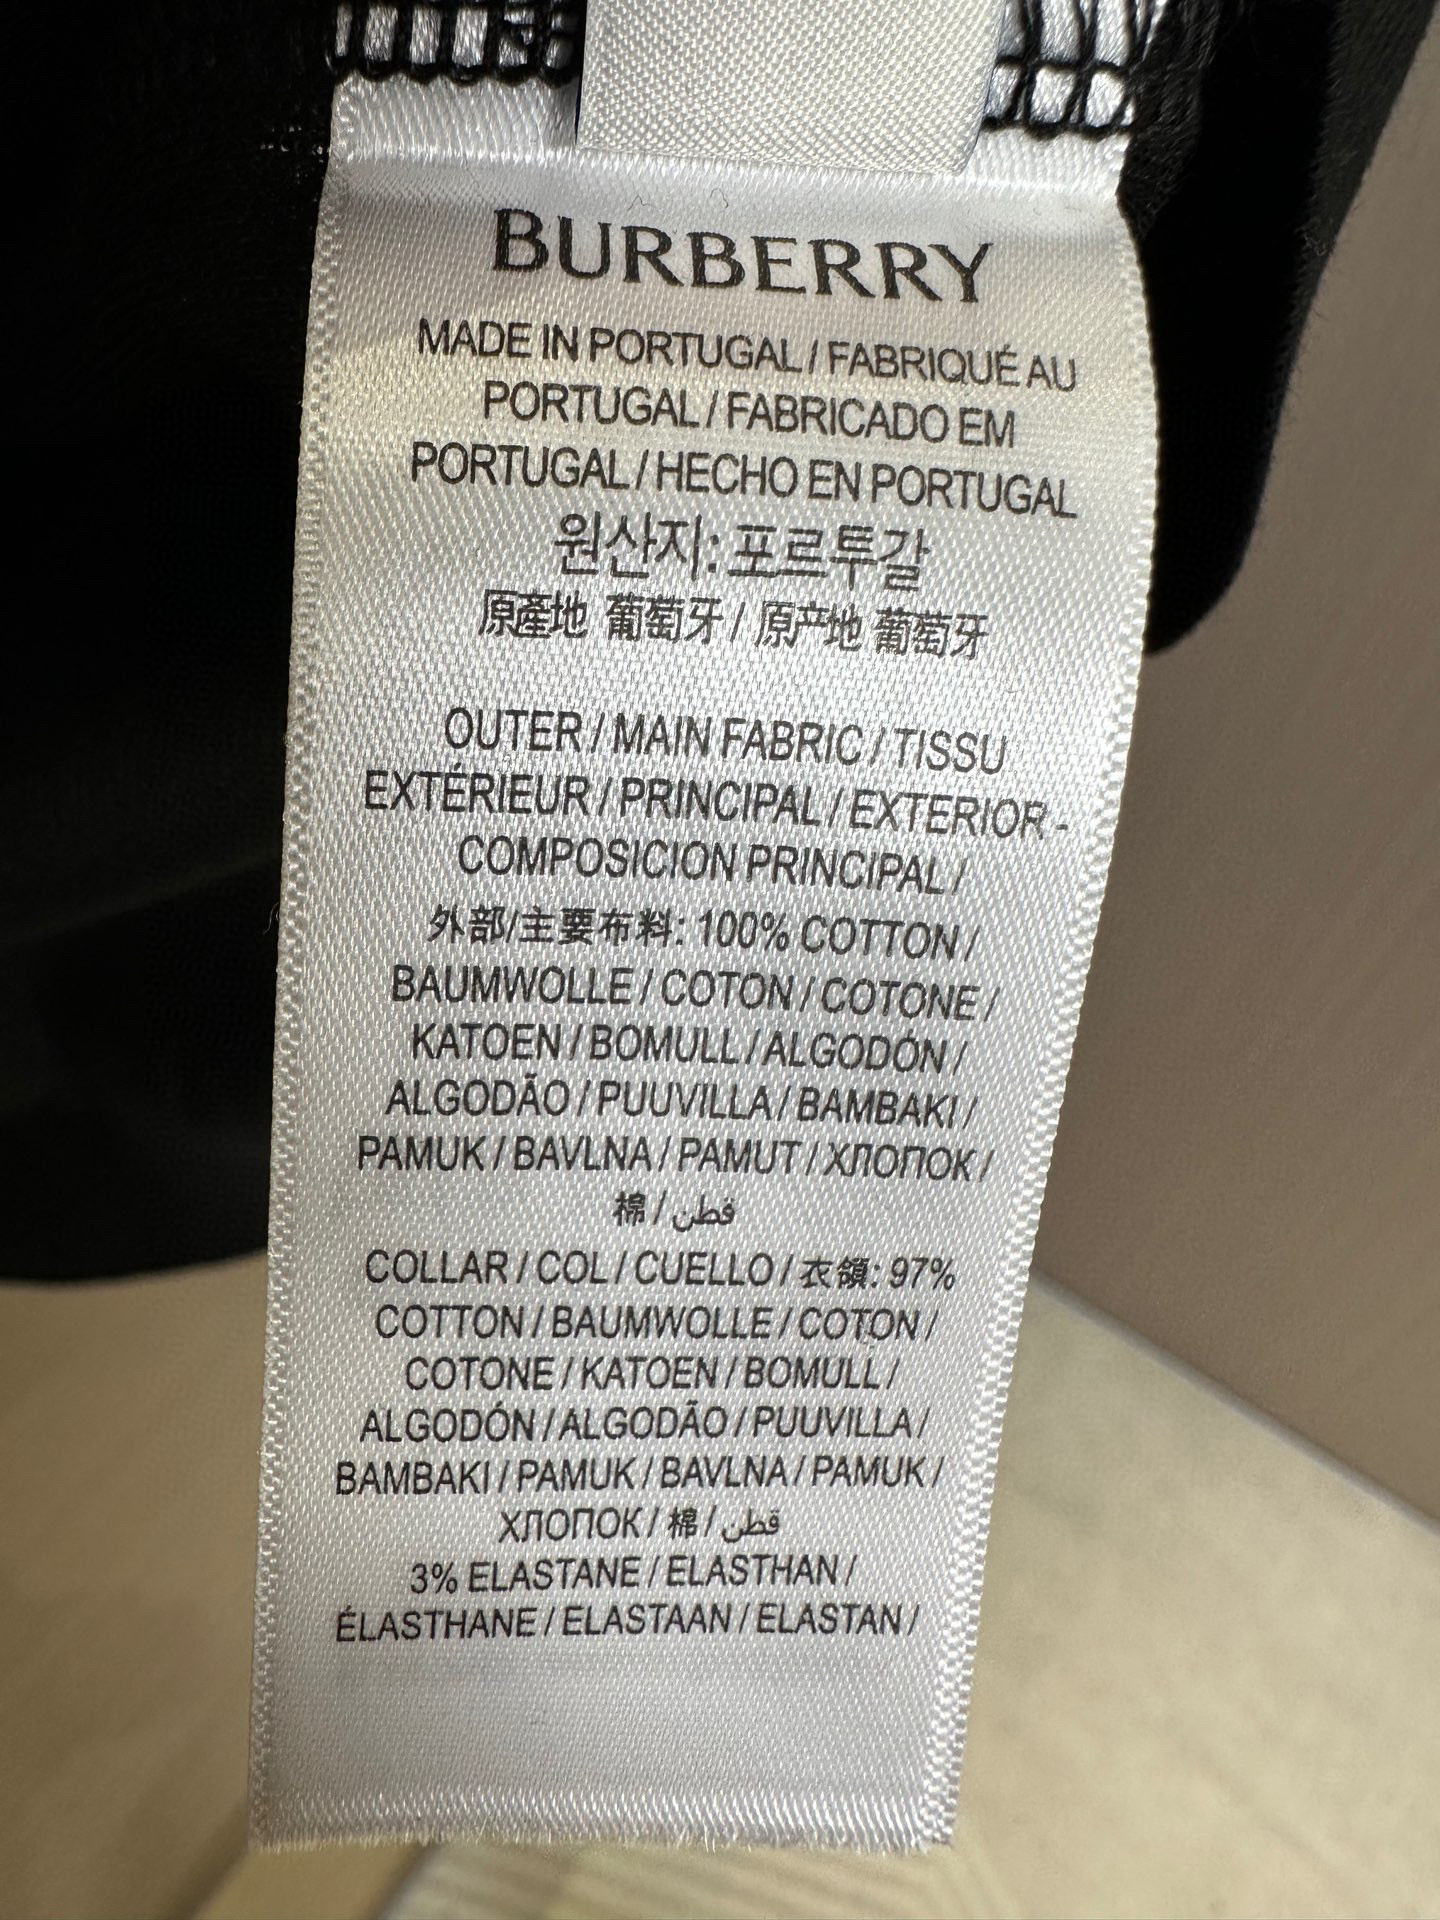 BURBERRY
MADE IN PORTUGAL / FABRIQUÉ AU
PORTUGAL / FABRICADO EM
PORTUGAL / HECHO EN PORTUGAL
원산지: 포르투갈
原產地 葡萄牙 / 原产地 葡萄牙
OUTER / MAIN FABRIC / TISSU
EXTÉRIEUR / PRINCIPAL / EXTERIOR -
COMPOSICION PRINCIPAL /
外部/主要布料: 100% COTTON /
BAUMWOLLE / COTON / COTONE /
KATOEN / BOMULL / ALGODÓN /
ALGODÃO / PUUVILLA / BAMBAKI /
PAMUK / BAVLNA / PAMUT / ХЛОПОК /
棉 / قطن
COLLAR / COL / CUELLO / 衣領: 97%
COTTON / BAUMWOLLE / COTON /
COTONE / KATOEN / BOMULL /
ALGODÓN / ALGODÃO / PUUVILLA /
BAMBAKI / PAMUK / BAVLNA / PAMUK /
ХЛОПОК / 棉 / قطن
3% ELASTANE / ELASTHAN /
ÉLASTHANE / ELASTAAN / ELASTAN /